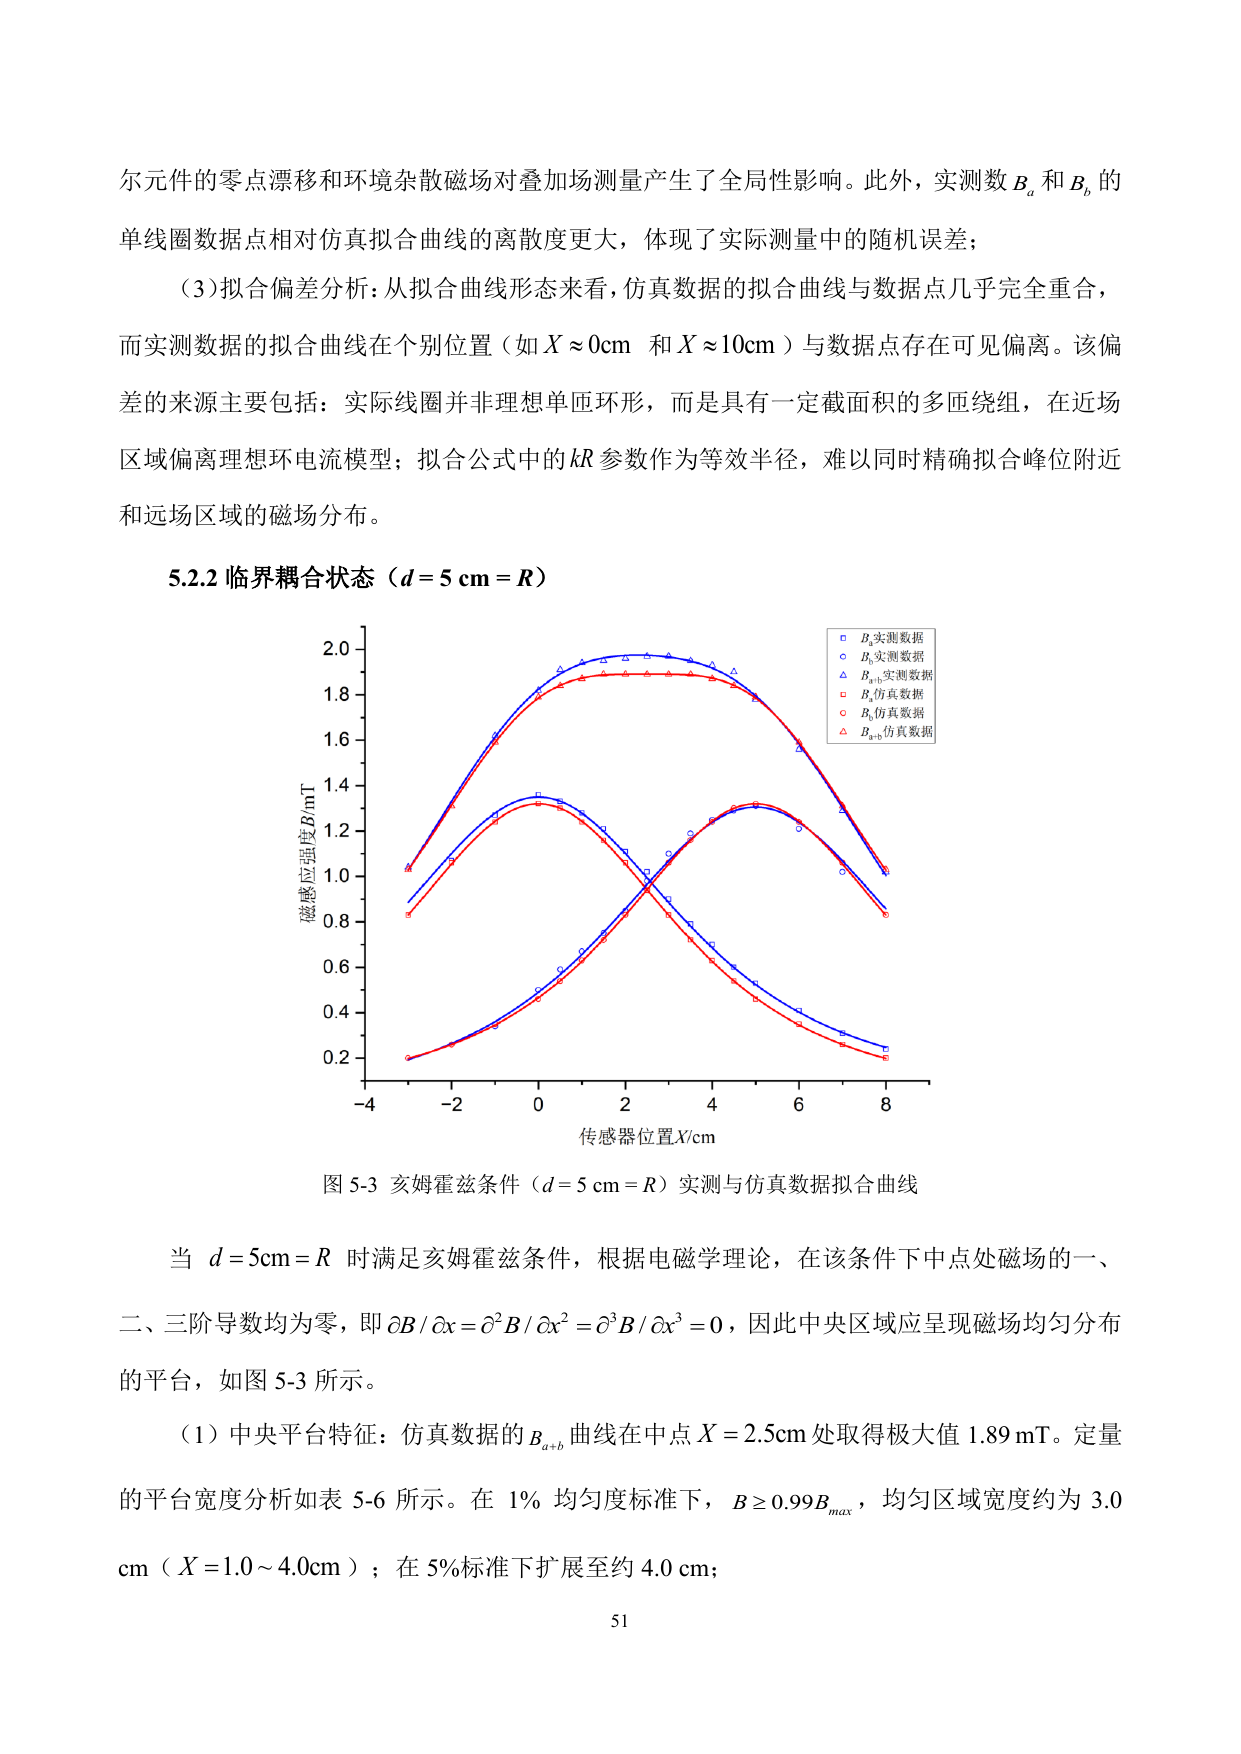 尔元件的零点漂移和环境杂散磁场对叠加场测量产生了全局性影响。此外，实测数 Ba 和 Bb 的
单线圈数据点相对仿真拟合曲线的离散度更大，体现了实际测量中的随机误差；
（3）拟合偏差分析：从拟合曲线形态来看，仿真数据的拟合曲线与数据点几乎完全重合，
而实测数据的拟合曲线在个别位置（如 X ≈ 0cm 和 X ≈ 10cm ）与数据点存在可见偏离。该偏
差的来源主要包括：实际线圈并非理想单匝环形，而是具有一定截面积的多匝绕组，在近场
区域偏离理想环电流模型；拟合公式中的 kR 参数作为等效半径，难以同时精确拟合峰位附近
和远场区域的磁场分布。
5.2.2 临界耦合状态（d = 5 cm = R）
磁感应强度B/mT
2.0
1.8
1.6
1.4
1.2
1.0
0.8
0.6
0.4
0.2
−4 −2 0 2 4 6 8
传感器位置X/cm
Ba实测数据
Bb实测数据
Ba+b实测数据
Ba仿真数据
Bb仿真数据
Ba+b仿真数据
图 5-3 亥姆霍兹条件（d = 5 cm = R）实测与仿真数据拟合曲线
当 d = 5cm = R 时满足亥姆霍兹条件，根据电磁学理论，在该条件下中点处磁场的一、
二、三阶导数均为零，即 ∂B / ∂x = ∂²B / ∂x² = ∂³B / ∂x³ = 0，因此中央区域应呈现磁场均匀分布
的平台，如图 5-3 所示。
（1）中央平台特征：仿真数据的 Ba+b 曲线在中点 X = 2.5cm 处取得极大值 1.89 mT。定量
的平台宽度分析如表 5-6 所示。在 1% 均匀度标准下， B ≥ 0.99Bmax ，均匀区域宽度约为 3.0
cm（ X = 1.0 ~ 4.0cm ）；在 5%标准下扩展至约 4.0 cm；
51